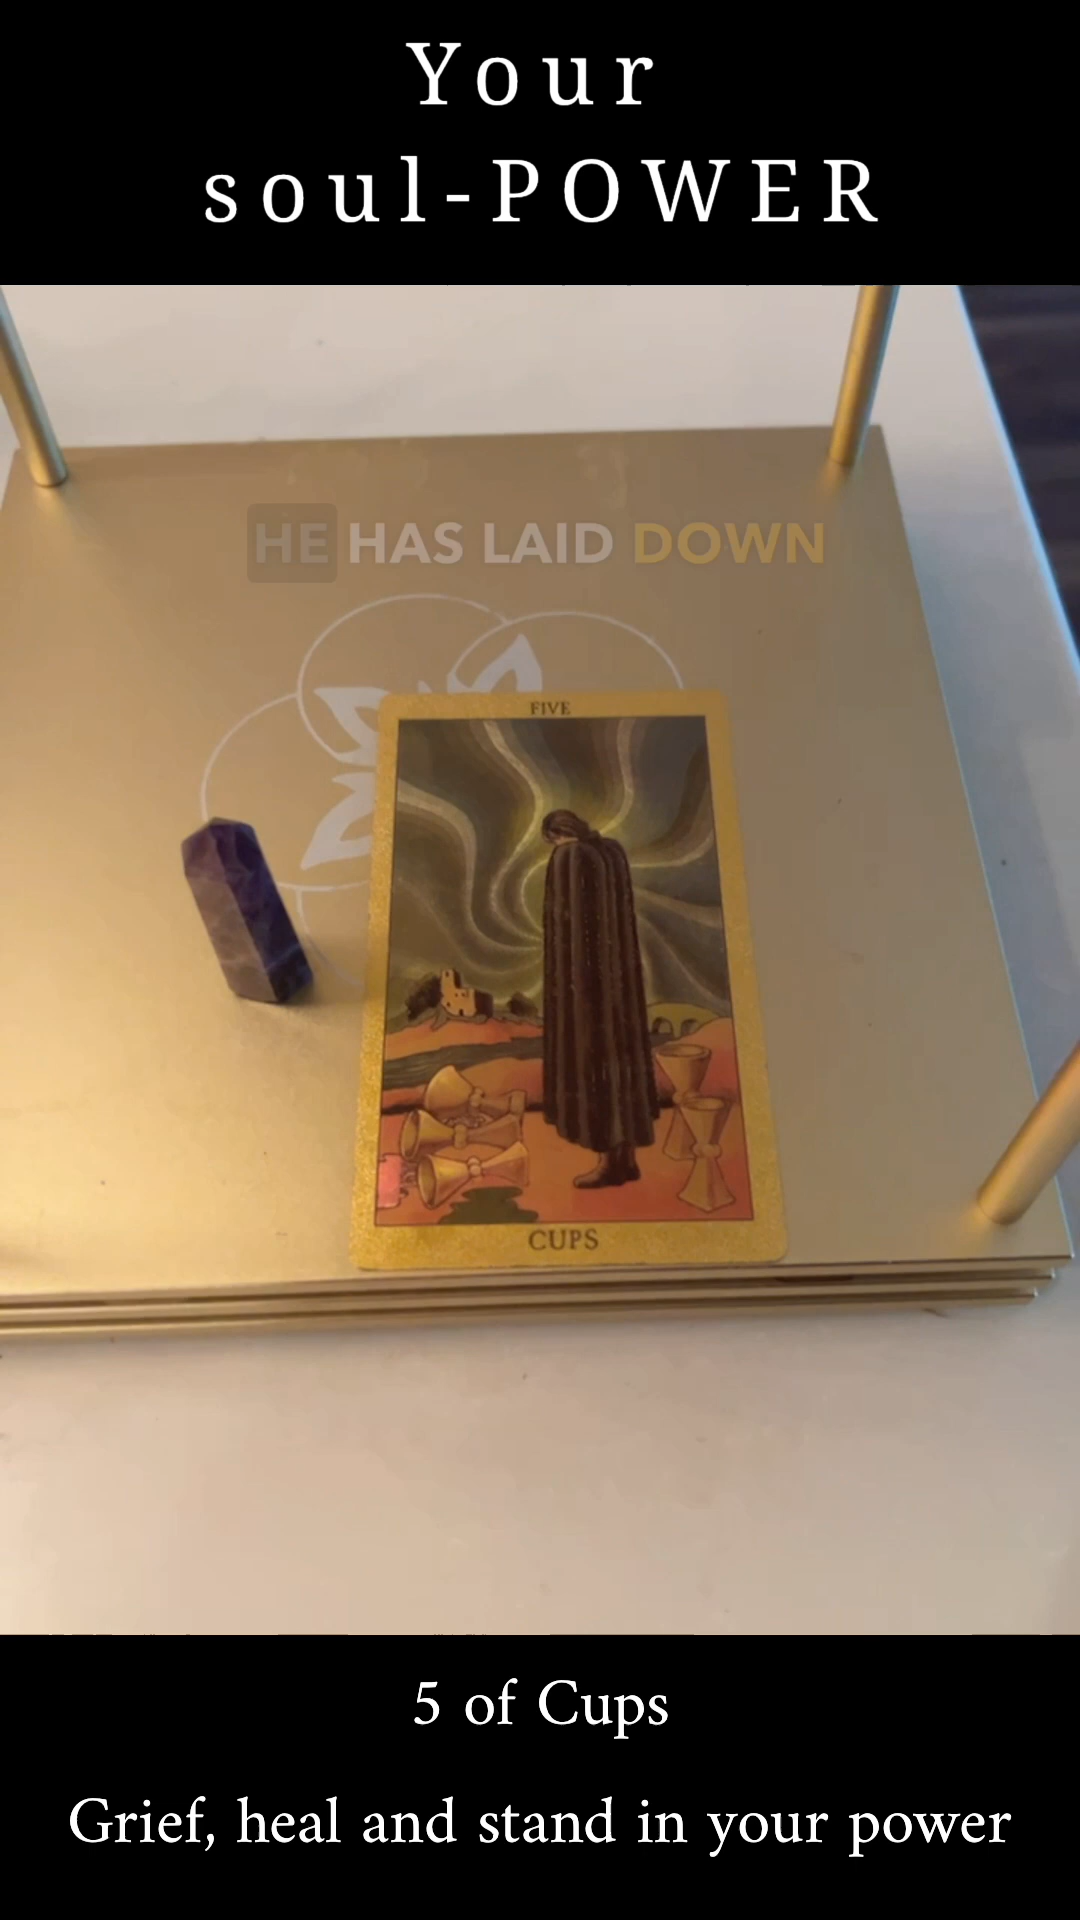 Your
soul-POWER
HE HAS LAID DOWN
FIVE
CUPS
5 of Cups
Grief, heal and stand in your power